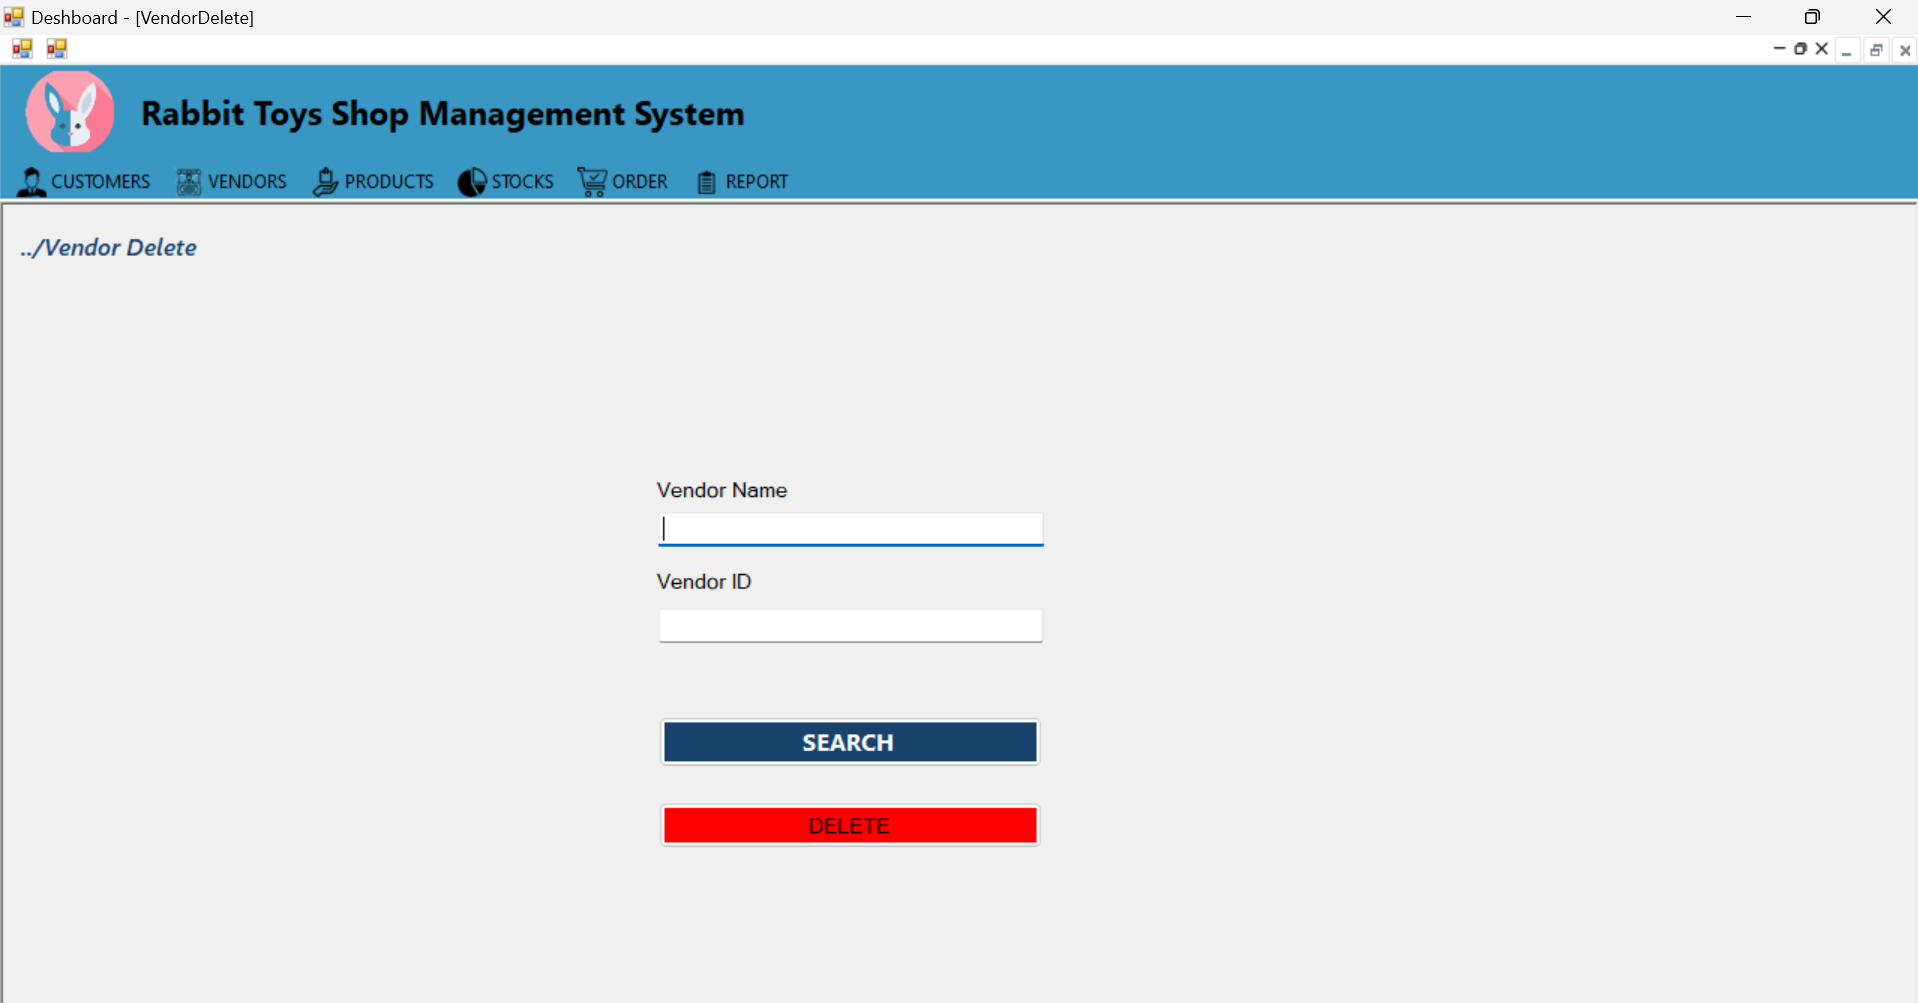 Deshboard - [VendorDelete]
Rabbit Toys Shop Management System
CUSTOMERS VENDORS PRODUCTS STOCKS ORDER REPORT
../Vendor Delete
Vendor Name
Vendor ID
SEARCH
DELETE